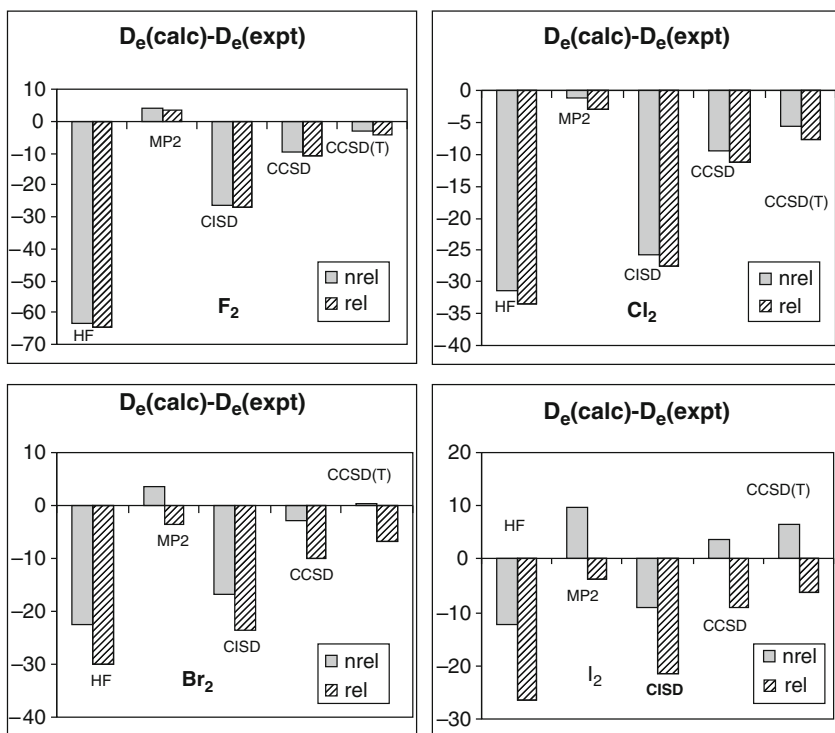 Dₑ(calc)-Dₑ(expt)
10
0
−10
−20
−30
−40
−50
−60
−70
MP2
CCSD(T)
CCSD
CISD
HF
F₂
nrel
rel
Dₑ(calc)-Dₑ(expt)
0
−5
−10
−15
−20
−25
−30
−35
−40
MP2
CCSD
CCSD(T)
CISD
HF
Cl₂
nrel
rel
Dₑ(calc)-Dₑ(expt)
10
0
−10
−20
−30
−40
CCSD(T)
MP2
CCSD
CISD
HF
Br₂
nrel
rel
Dₑ(calc)-Dₑ(expt)
20
10
0
−10
−20
−30
CCSD(T)
HF
MP2
CCSD
CISD
I₂
nrel
rel